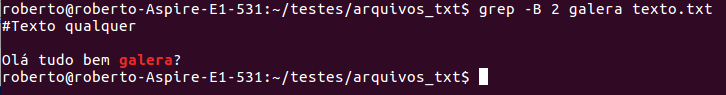 roberto@roberto-Aspire-E1-531:~/testes/arquivos_txt$ grep -B 2 galera texto.txt
#Texto qualquer
Olá tudo bem galera?
roberto@roberto-Aspire-E1-531:~/testes/arquivos_txt$